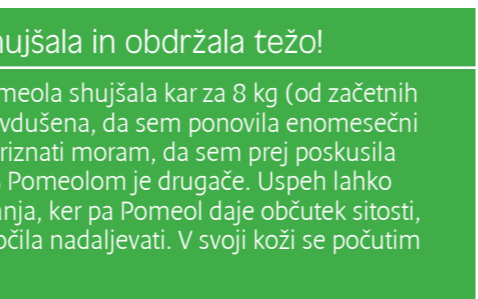 hujšala in obdržala težo!
meola shujšala kar za 8 kg (od začetnih
vdušena, da sem ponovila enomesečni
riznati moram, da sem prej poskusila
Pomeolom je drugače. Uspeh lahko
anja, ker pa Pomeol daje občutek sitosti,
očila nadaljevati. V svoji koži se počutim